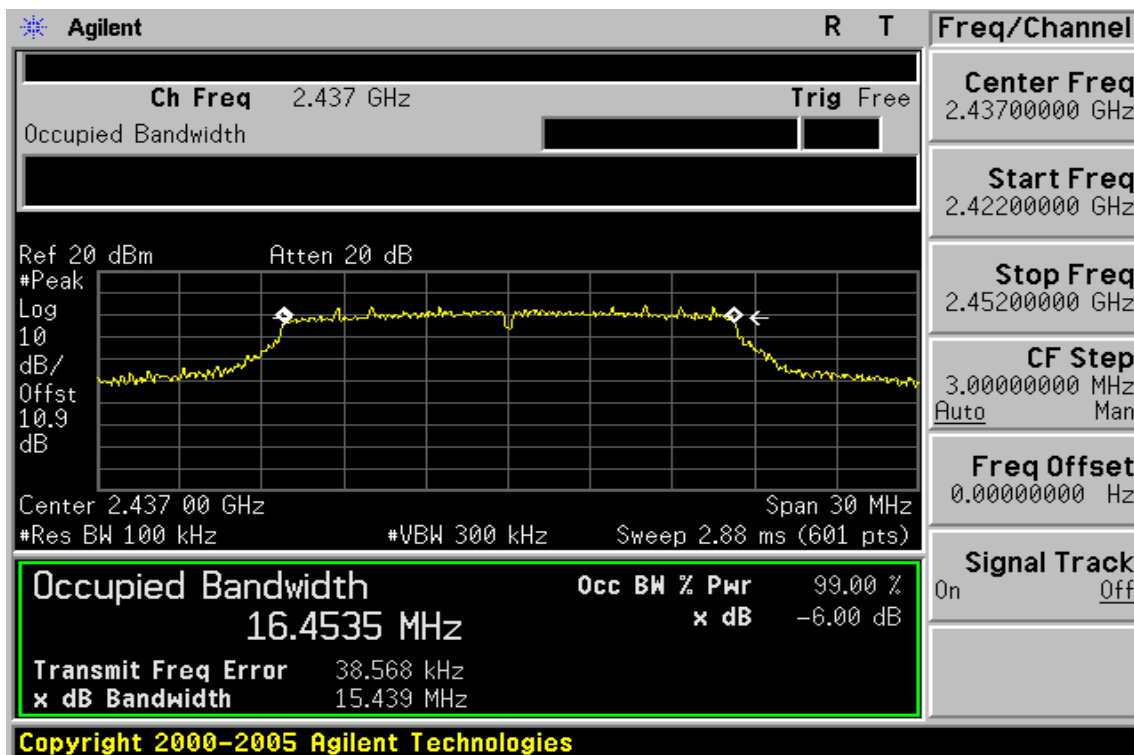 Agilent R T
Freq/Channel
Ch Freq 2.437 GHz Trig Free
Occupied Bandwidth
Ref 20 dBm Atten 20 dB
#Peak
Log
10
dB/
Offst
10.9
dB
Center 2.437 00 GHz Span 30 MHz
#Res BW 100 kHz #VBW 300 kHz Sweep 2.88 ms (601 pts)
Occupied Bandwidth Occ BW % Pwr 99.00 %
16.4535 MHz x dB -6.00 dB
Transmit Freq Error 38.568 kHz
x dB Bandwidth 15.439 MHz
Copyright 2000-2005 Agilent Technologies
Center Freq
2.43700000 GHz
Start Freq
2.42200000 GHz
Stop Freq
2.45200000 GHz
CF Step
3.00000000 MHz
Auto Man
Freq Offset
0.00000000 Hz
Signal Track
On Off